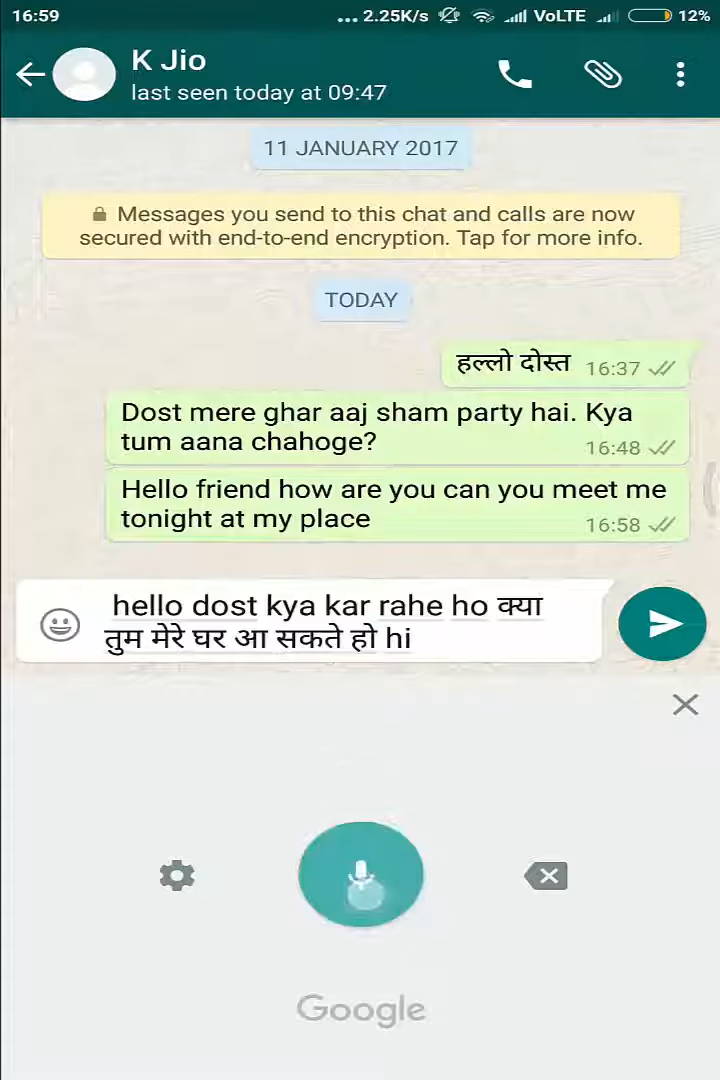 16:59 ... 2.25K/s VoLTE 12%
K Jio
last seen today at 09:47
11 JANUARY 2017
Messages you send to this chat and calls are now
secured with end-to-end encryption. Tap for more info.
TODAY
हल्लो दोस्त 16:37
Dost mere ghar aaj sham party hai. Kya
tum aana chahoge? 16:48
Hello friend how are you can you meet me
tonight at my place 16:58
hello dost kya kar rahe ho क्या
तुम मेरे घर आ सकते हो hi
Google